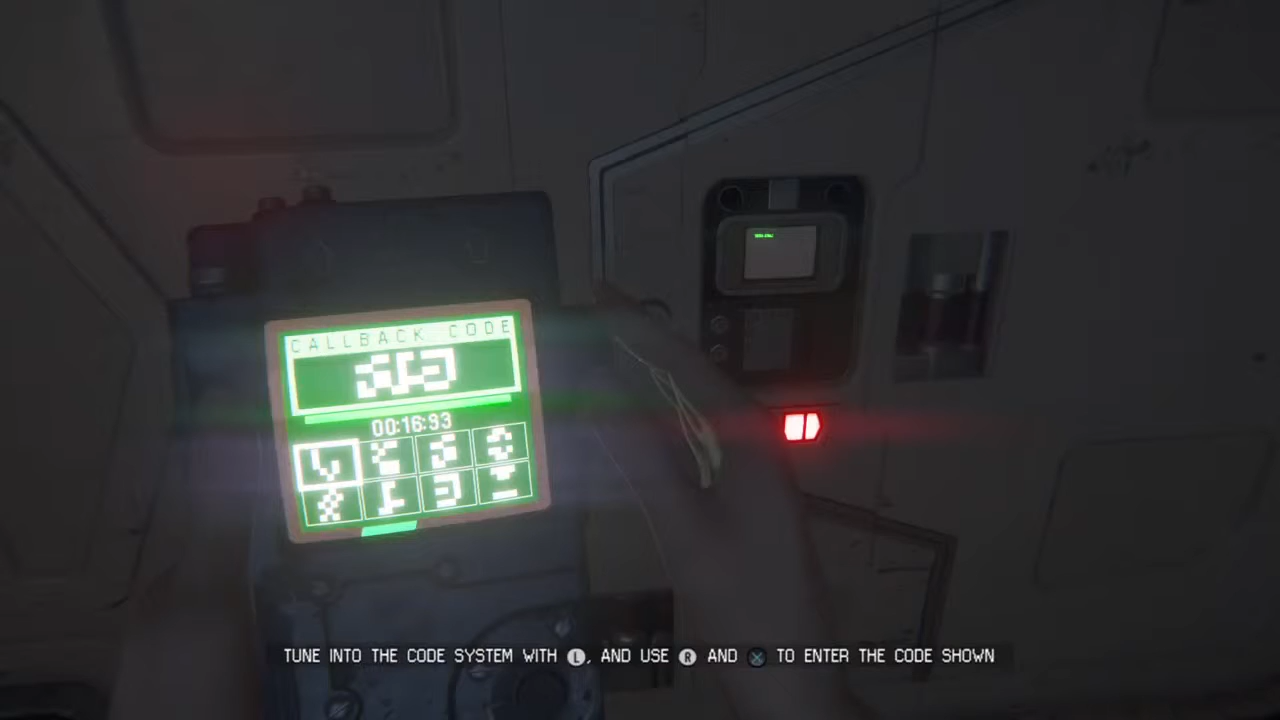 CALLBACK CODE
00:16:93
TUNE INTO THE CODE SYSTEM WITH L, AND USE R AND X TO ENTER THE CODE SHOWN